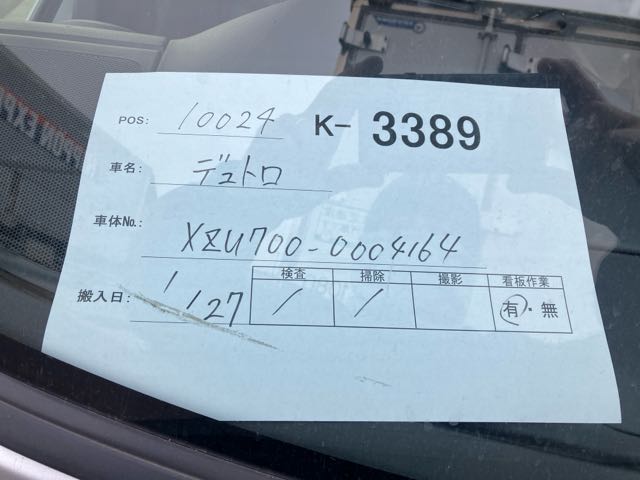 POS: 10024 K- 3389
車名: デュトロ
車体No.: XZU700-0004164
搬入日: 1/27
検査 掃除 撮影 看板作業
/ / 有・無